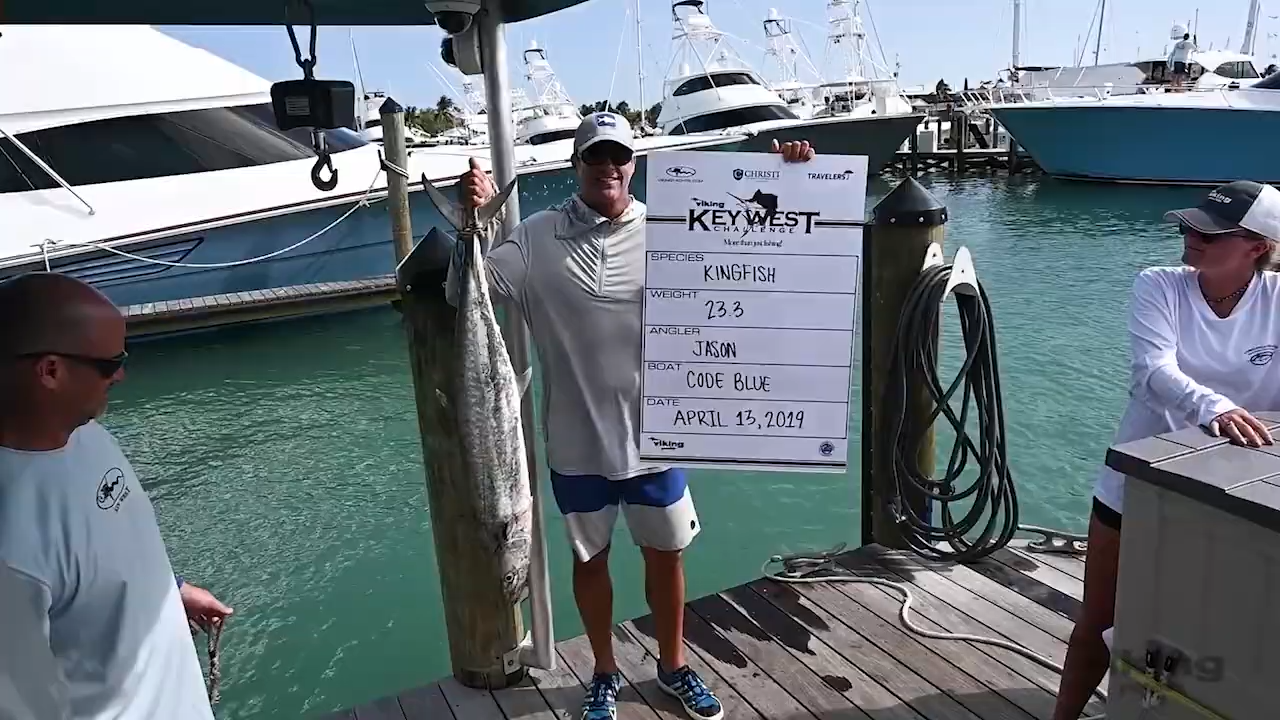 CHRISTI
TRAVELERS
viking
KEY WEST
CHALLENGE
More than just fishing!
SPECIES
KINGFISH
WEIGHT
23.3
ANGLER
JASON
BOAT
CODE BLUE
DATE
APRIL 13, 2019
viking